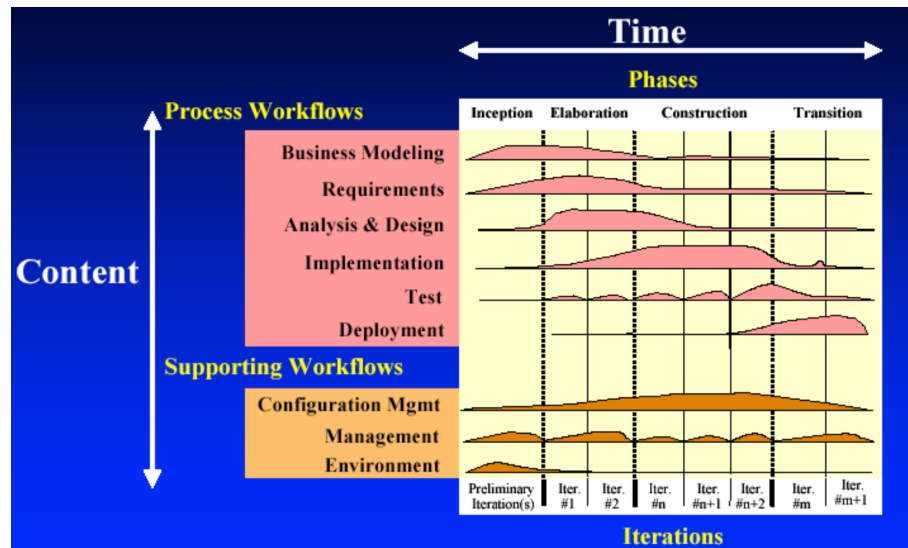 Time
Phases
Process Workflows
Inception Elaboration Construction Transition
Business Modeling
Requirements
Analysis & Design
Implementation
Test
Deployment
Content
Supporting Workflows
Configuration Mgmt
Management
Environment
Preliminary Iteration(s)
Iter. #1
Iter. #2
Iter. #n
Iter. #n+1
Iter. #n+2
Iter. #m
Iter. #m+1
Iterations